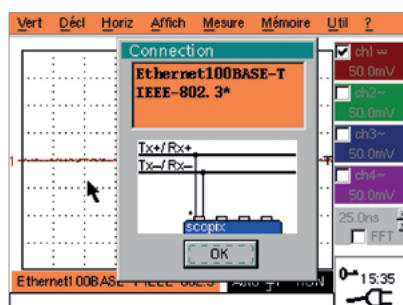 Vert Décl Horiz Affich Mesure Mémoire Util ?
Connection
Ethernet100BASE-T
IEEE-802.3*
Tx+/Rx+
Tx-/Rx-
scopix
OK
ch1
50.0mV
ch2~
50.0mV
ch3~
50.0mV
ch4~
50.0mV
25.0ns
FFT
1
15:35